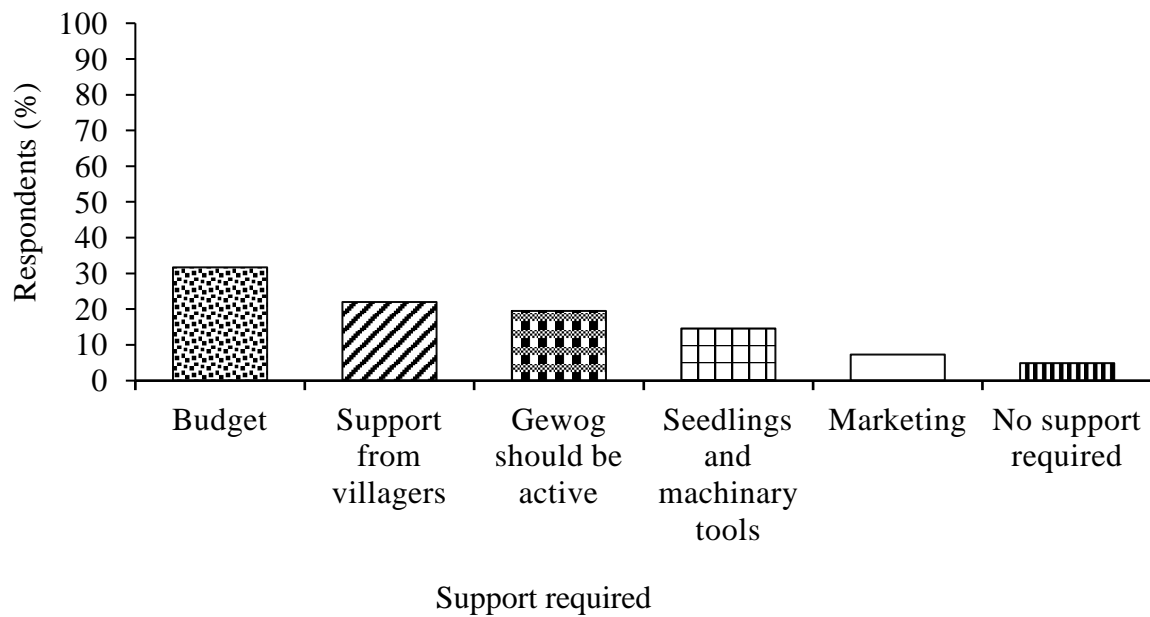 100
90
80
70
60
50
40
30
20
10
0
Respondents (%)
Budget
Support
from
villagers
Gewog
should be
active
Seedlings
and
machinary
tools
Marketing
No support
required
Support required